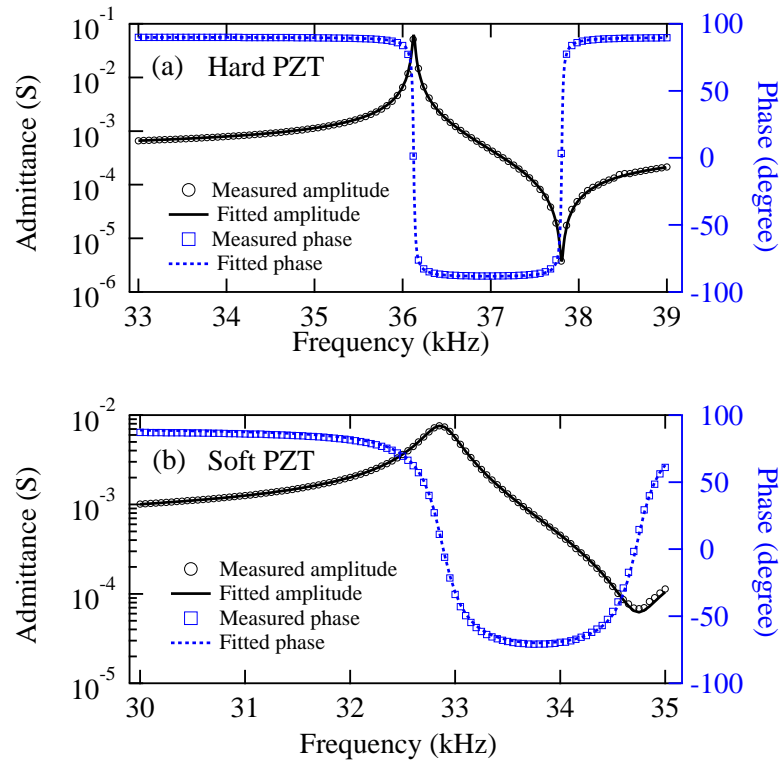 Admittance (S)
10^-1
10^-2
10^-3
10^-4
10^-5
10^-6
(a) Hard PZT
Measured amplitude
Fitted amplitude
Measured phase
Fitted phase
100
50
0
-50
-100
Phase (degree)
33 34 35 36 37 38 39
Frequency (kHz)
Admittance (S)
10^-2
10^-3
10^-4
10^-5
(b) Soft PZT
Measured amplitude
Fitted amplitude
Measured phase
Fitted phase
100
50
0
-50
-100
Phase (degree)
30 31 32 33 34 35
Frequency (kHz)